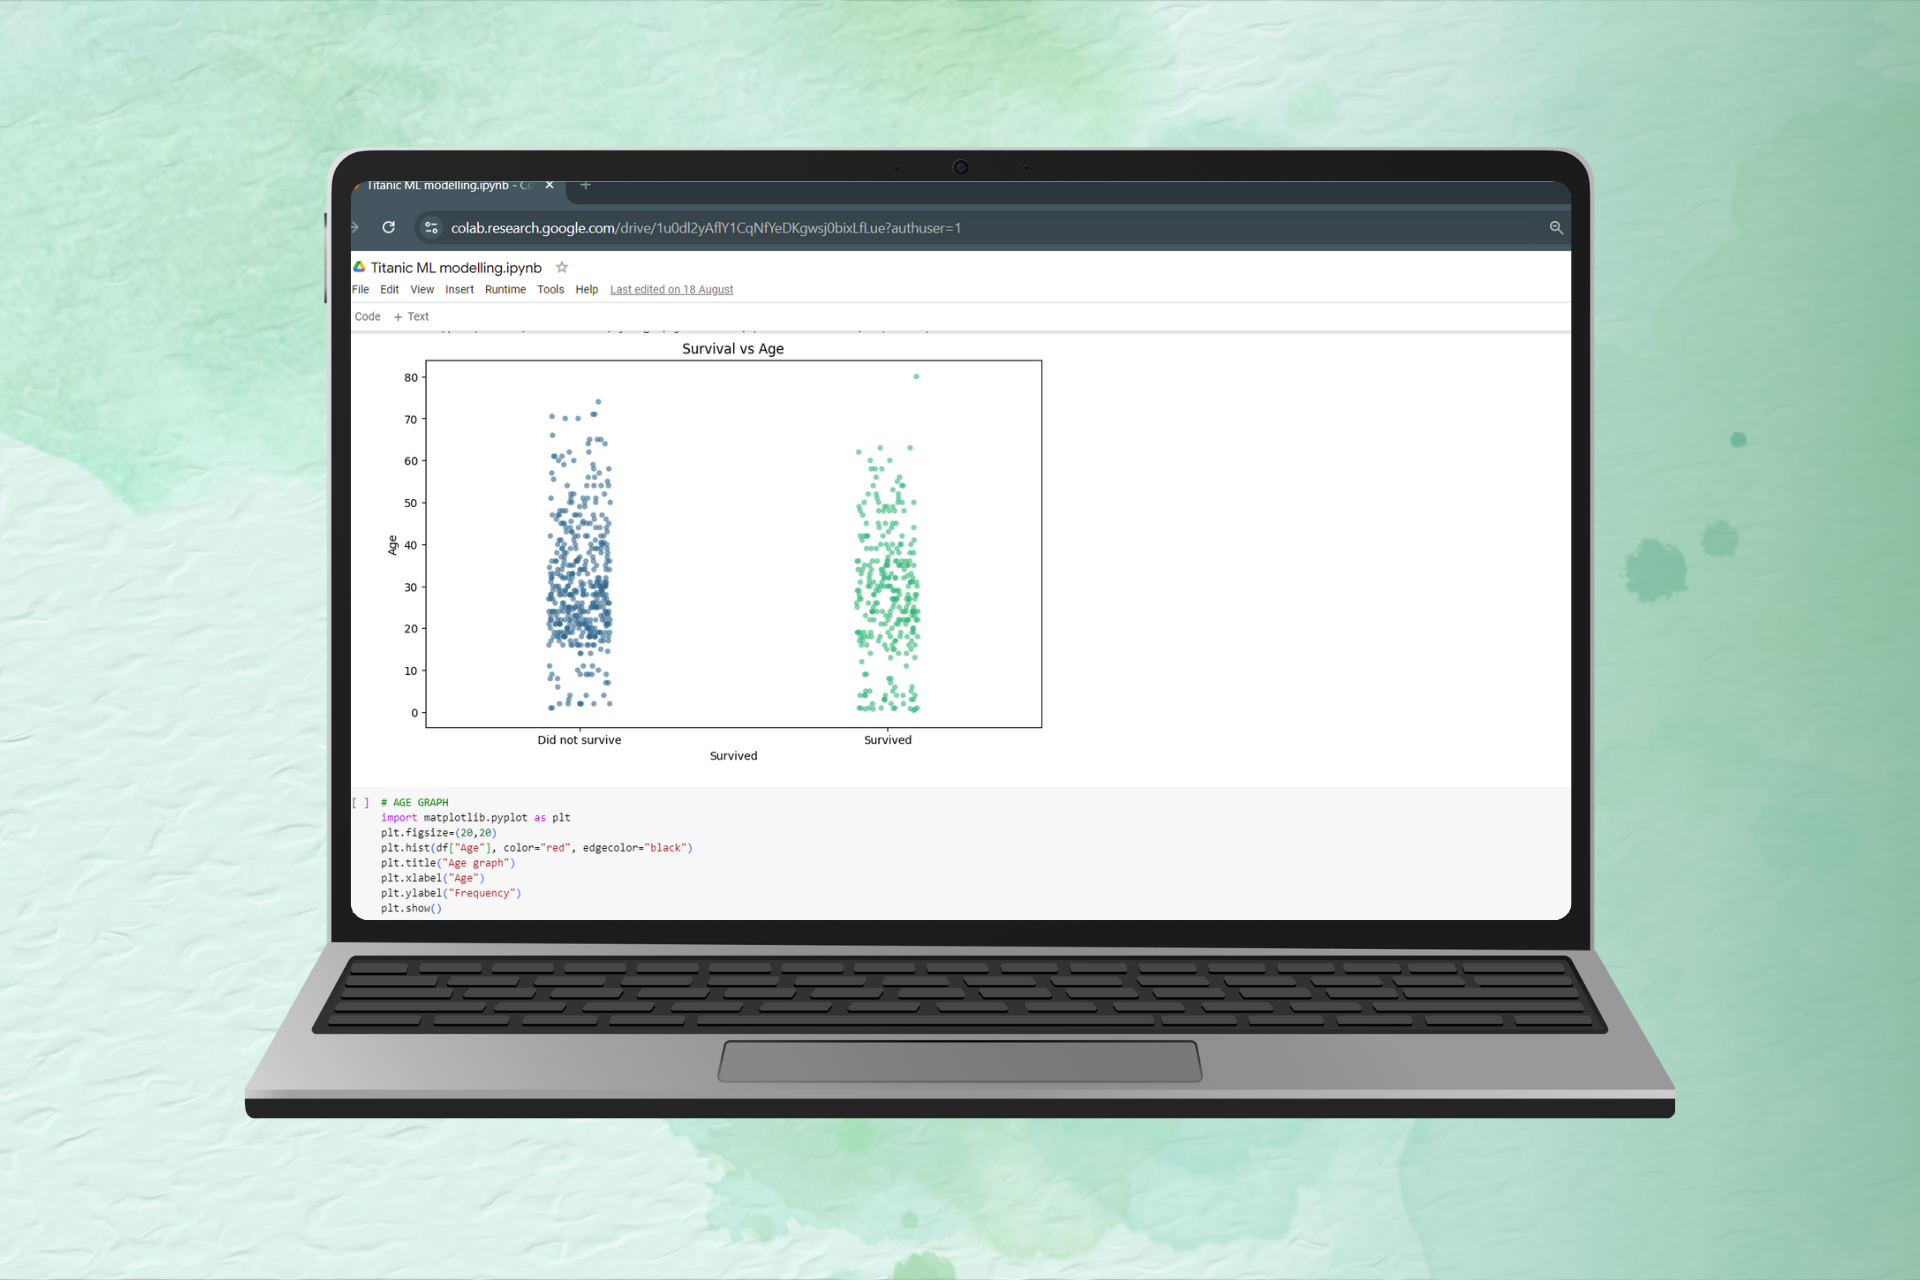 Titanic ML modelling.ipynb - Co
colab.research.google.com/drive/1u0dl2yAflY1CqNfYeDKgwsj0bixLfLue?authuser=1
Titanic ML modelling.ipynb
File Edit View Insert Runtime Tools Help Last edited on 18 August
Code + Text
Survival vs Age
80
70
60
50
40
30
20
10
0
Age
Did not survive Survived
Survived
[ ] # AGE GRAPH
import matplotlib.pyplot as plt
plt.figsize=(20,20)
plt.hist(df["Age"], color="red", edgecolor="black")
plt.title("Age graph")
plt.xlabel("Age")
plt.ylabel("Frequency")
plt.show()